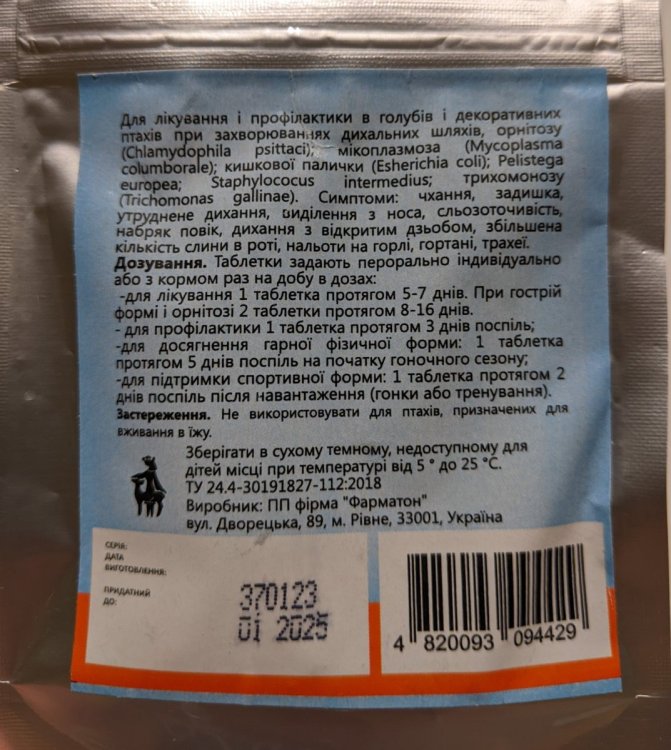 Для лікування і профілактики в голубів і декоративних
птахів при захворюваннях дихальних шляхів, орнітозу
(Chlamydophila psittaci); мікоплазмоза (Mycoplasma
columborale); кишкової палички (Esherichia coli); Pelistega
europea; Staphylococus intermedius; трихомонозу
(Trichomonas gallinae). Симптоми: чхання, задишка,
утруднене дихання, виділення з носа, сльозоточивість,
набряк повік, дихання з відкритим дзьобом, збільшена
кількість слини в роті, нальоти на горлі, гортані, трахеї.
Дозування. Таблетки задають перорально індивідуально
або з кормом раз на добу в дозах:
-для лікування 1 таблетка протягом 5-7 днів. При гострій
формі і орнітозі 2 таблетки протягом 8-16 днів.
- для профілактики 1 таблетка протягом 3 днів поспіль;
-для досягнення гарної фізичної форми: 1 таблетка
протягом 5 днів поспіль на початку гоночного сезону;
-для підтримки спортивної форми: 1 таблетка протягом 2
днів поспіль після навантаження (гонки або тренування).
Застереження. Не використовувати для птахів, призначених для
вживання в їжу.
Зберігати в сухому темному, недоступному для
дітей місці при температурі від 5 ° до 25 °C.
ТУ 24.4-30191827-112:2018
Виробник: ПП фірма "Фарматон"
вул. Дворецька, 89, м. Рівне, 33001, Україна
СЕРІЯ:
ДАТА
ВИГОТОВЛЕННЯ:
ПРИДАТНИЙ
ДО:
370123
01 2025
4 820093 094429